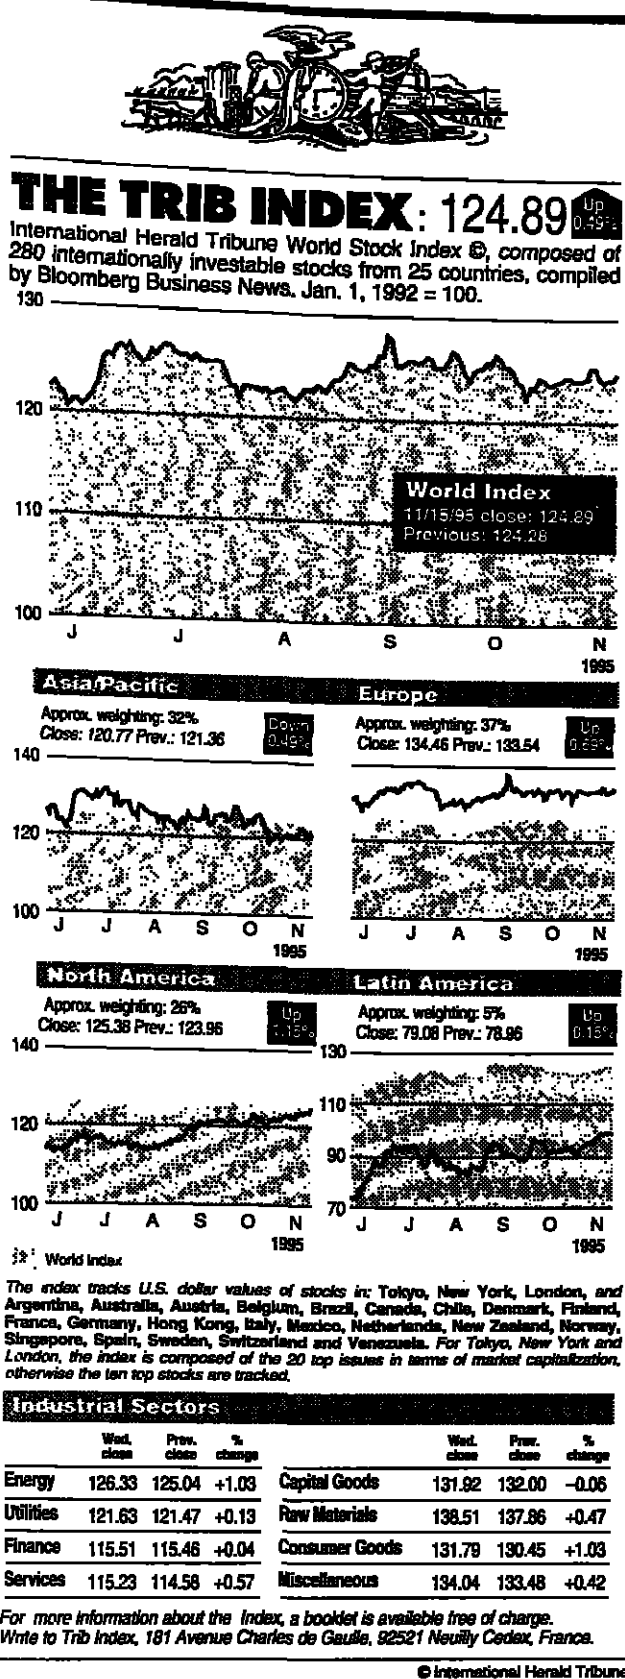 THE TRIB INDEX: 124.89 Up 0.49%
International Herald Tribune World Stock Index ©, composed of
280 internationally investable stocks from 25 countries, compiled
by Bloomberg Business News. Jan. 1, 1992 = 100.
130
120
110
World Index
11/15/95 close: 124.89
Previous: 124.28
100
J J A S O N
1995
Asia/Pacific
Approx. weighting: 32%
Close: 120.77 Prev.: 121.36
Down 0.49%
140
120
100
J J A S O N
1995
Europe
Approx. weighting: 37%
Close: 134.46 Prev.: 133.54
Up 0.69%
J J A S O N
1995
North America
Approx. weighting: 26%
Close: 125.38 Prev.: 123.96
Up 1.15%
140
120
100
J J A S O N
1995
Latin America
Approx. weighting: 5%
Close: 79.08 Prev.: 78.96
Up 0.15%
130
110
90
70
J J A S O N
1995
World Index
The index tracks U.S. dollar values of stocks in: Tokyo, New York, London, and
Argentina, Australia, Austria, Belgium, Brazil, Canada, Chile, Denmark, Finland,
France, Germany, Hong Kong, Italy, Mexico, Netherlands, New Zealand, Norway,
Singapore, Spain, Sweden, Switzerland and Venezuela. For Tokyo, New York and
London, the index is composed of the 20 top issues in terms of market capitalization,
otherwise the ten top stocks are tracked.
Industrial Sectors
Wed. close Prev. close % change
Energy 126.33 125.04 +1.03
Utilities 121.63 121.47 +0.13
Finance 115.51 115.46 +0.04
Services 115.23 114.58 +0.57
Wed. close Prev. close % change
Capital Goods 131.92 132.00 -0.06
Raw Materials 138.51 137.86 +0.47
Consumer Goods 131.79 130.45 +1.03
Miscellaneous 134.04 133.48 +0.42
For more information about the Index, a booklet is available free of charge.
Write to Trib Index, 181 Avenue Charles de Gaulle, 92521 Neuilly Cedex, France.
© International Herald Tribune